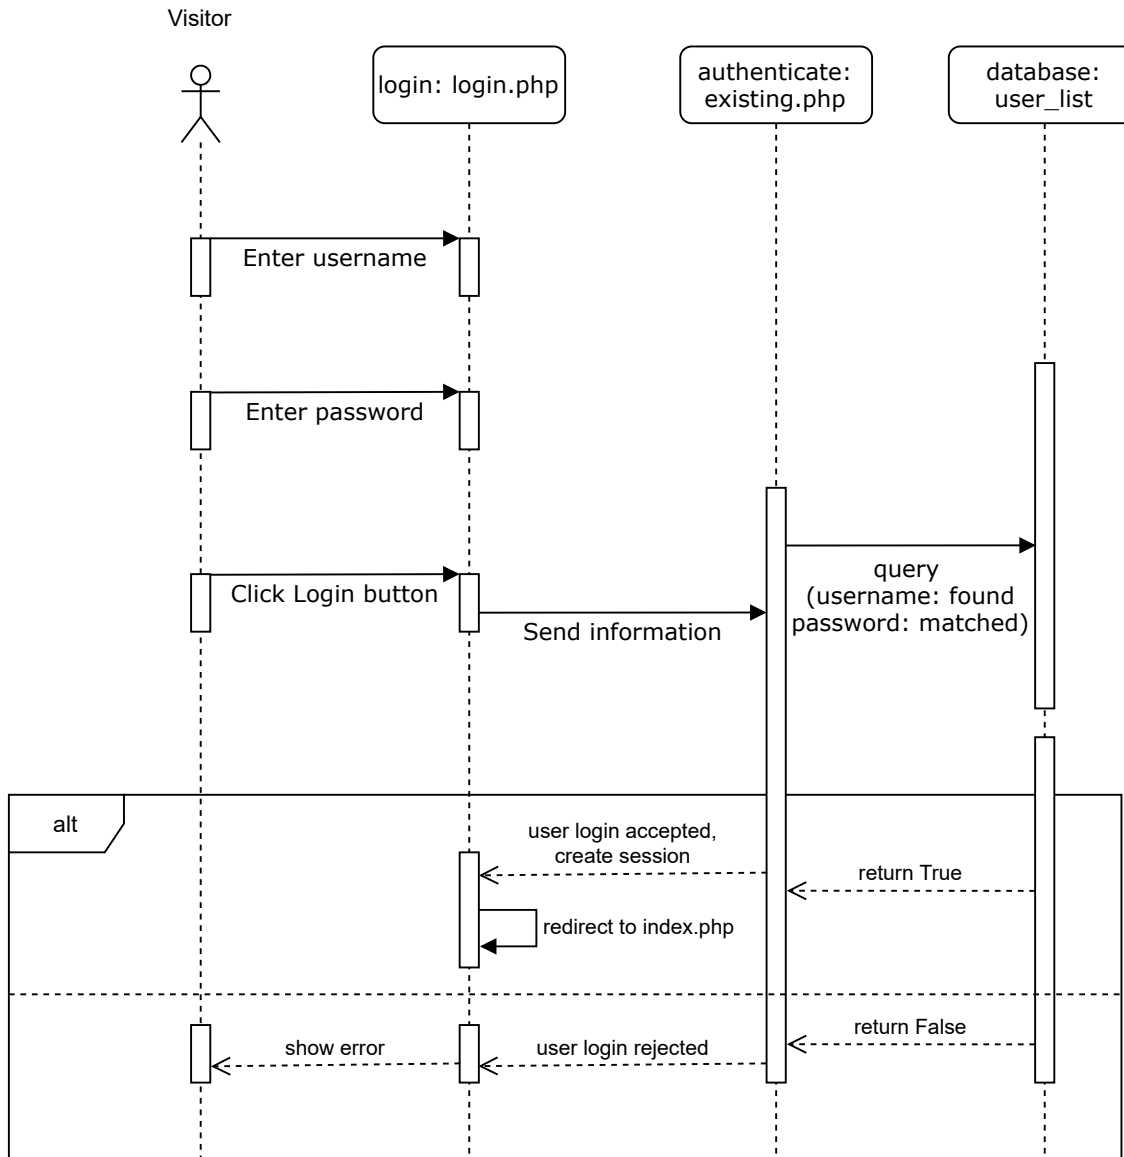 Visitor
login: login.php
authenticate:
existing.php
database:
user_list
Enter username
Enter password
Click Login button
Send information
query
(username: found
password: matched)
alt
user login accepted,
create session
return True
redirect to index.php
return False
show error
user login rejected